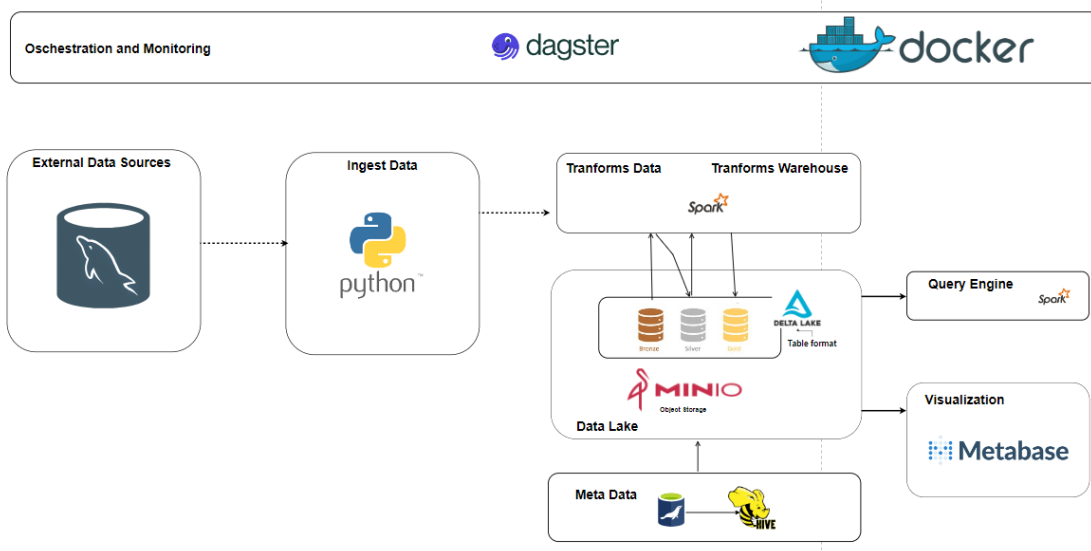 Oschestration and Monitoring
dagster
docker
External Data Sources
Ingest Data
python™
Tranforms Data
Tranforms Warehouse
Spark
Bronze
Silver
Gold
DELTA LAKE
Table format
MINIO
Object Storage
Data Lake
Query Engine
Spark
Visualization
Metabase
Meta Data
HIVE